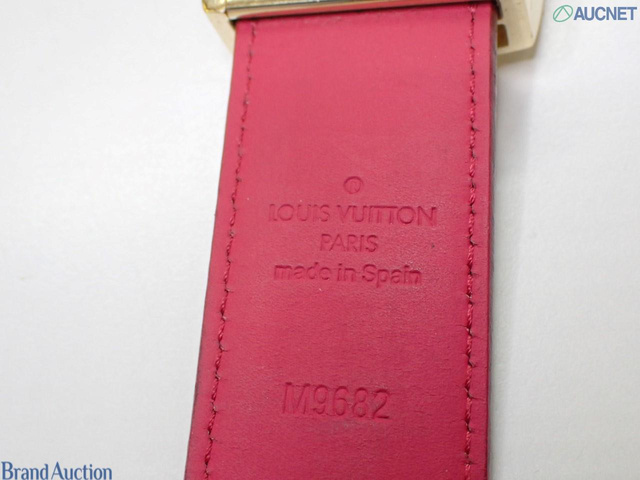 AUCNET
LOUIS VUITTON
PARIS
made in Spain
M9682
Brand Auction